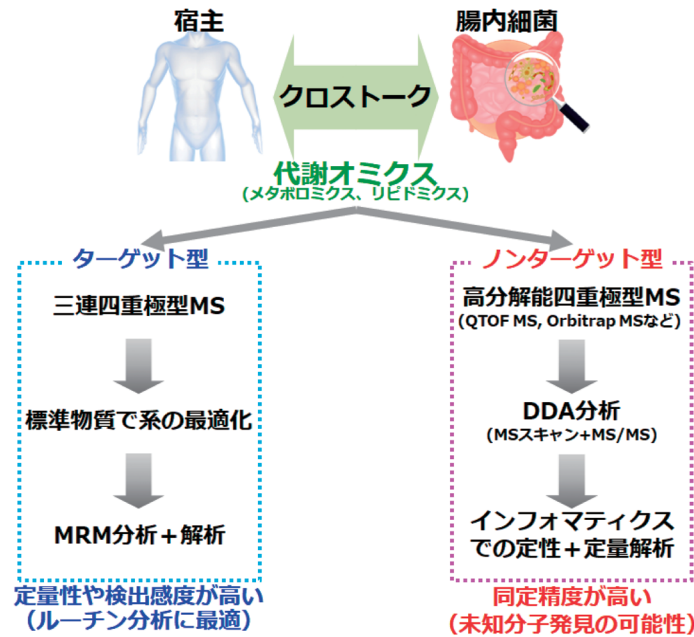 宿主
腸内細菌
クロストーク
代謝オミクス
(メタボロミクス、リピドミクス)
ターゲット型
三連四重極型MS
標準物質で系の最適化
MRM分析＋解析
定量性や検出感度が高い
(ルーチン分析に最適)
ノンターゲット型
高分解能四重極型MS
(QTOF MS, Orbitrap MSなど)
DDA分析
(MSスキャン+MS/MS)
インフォマティクス
での定性＋定量解析
同定精度が高い
(未知分子発見の可能性)